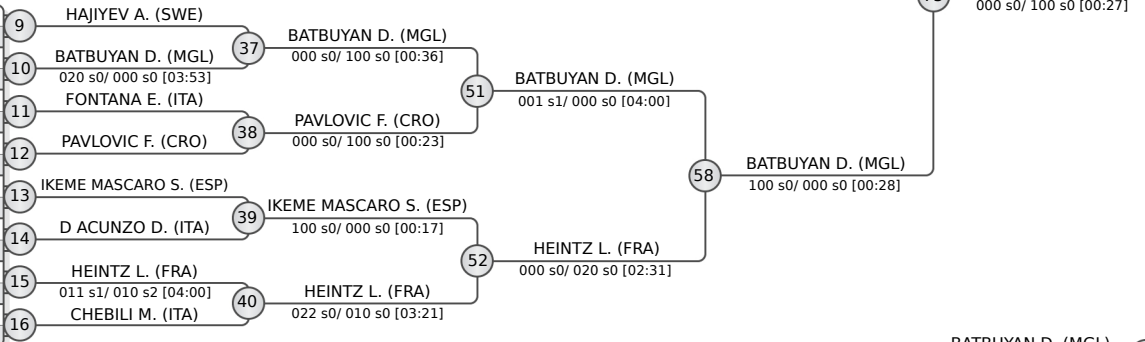 000 s0/ 100 s0 [00:27]
9
HAJIYEV A. (SWE)
37
BATBUYAN D. (MGL)
000 s0/ 100 s0 [00:36]
10
BATBUYAN D. (MGL)
020 s0/ 000 s0 [03:53]
51
BATBUYAN D. (MGL)
001 s1/ 000 s0 [04:00]
11
FONTANA E. (ITA)
38
PAVLOVIC F. (CRO)
000 s0/ 100 s0 [00:23]
12
PAVLOVIC F. (CRO)
58
BATBUYAN D. (MGL)
100 s0/ 000 s0 [00:28]
13
IKEME MASCARO S. (ESP)
39
IKEME MASCARO S. (ESP)
100 s0/ 000 s0 [00:17]
14
D ACUNZO D. (ITA)
52
HEINTZ L. (FRA)
000 s0/ 020 s0 [02:31]
15
HEINTZ L. (FRA)
011 s1/ 010 s2 [04:00]
40
HEINTZ L. (FRA)
022 s0/ 010 s0 [03:21]
16
CHEBILI M. (ITA)
BATBUYAN D. (MGL)